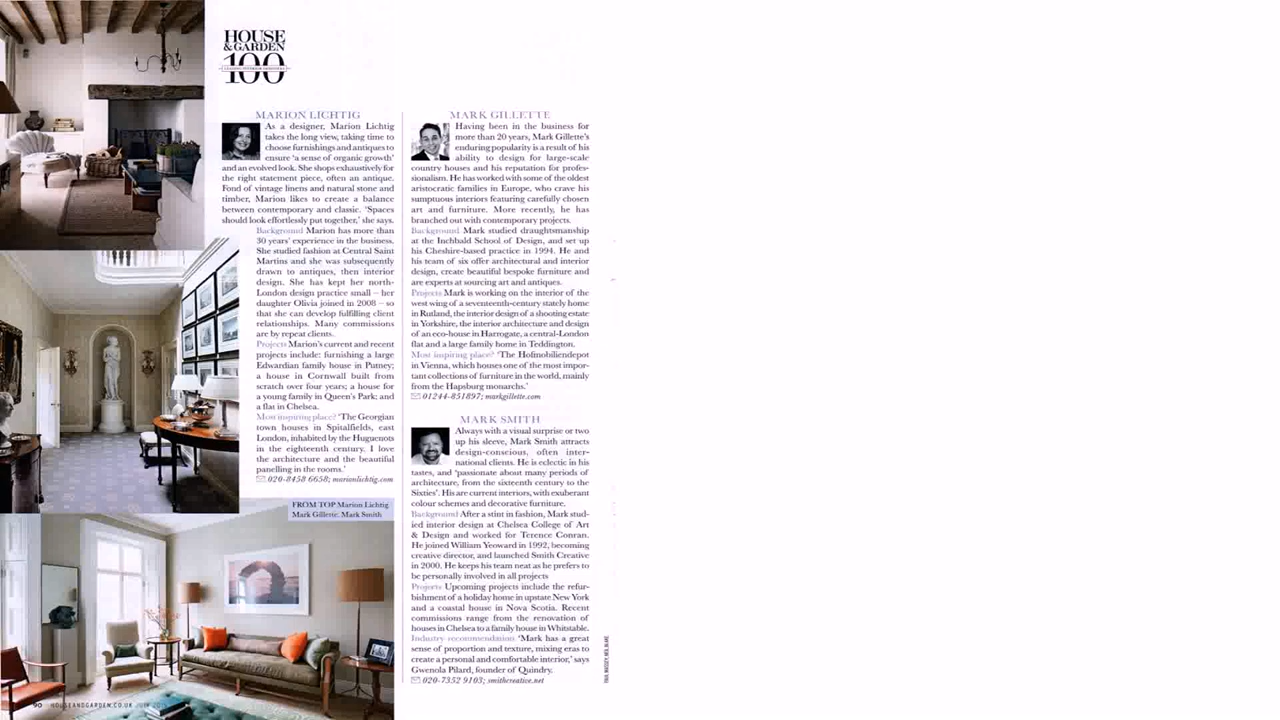 HOUSE
& GARDEN
100
LEADING INTERIOR DESIGNERS
MARION LICHTIG
As a designer, Marion Lichtig
takes the long view, taking time to
choose furnishings and antiques to
ensure ‘a sense of organic growth’
and an evolved look. She shops exhaustively for
the right statement piece, often an antique.
Fond of vintage linens and natural stone and
timber, Marion likes to create a balance
between contemporary and classic. ‘Spaces
should look effortlessly put together,’ she says.
Background Marion has more than
30 years’ experience in the business.
She studied fashion at Central Saint
Martins and she was subsequently
drawn to antiques, then interior
design. She has kept her north-
London design practice small – her
daughter Olivia joined in 2008 – so
that she can develop fulfilling client
relationships. Many commissions
are by repeat clients.
Projects Marion’s current and recent
projects include: furnishing a large
Edwardian family house in Putney;
a house in Cornwall built from
scratch over four years; a house for
a young family in Queen’s Park; and
a flat in Chelsea.
Most inspiring place? ‘The Georgian
town houses in Spitalfields, east
London, inhabited by the Huguenots
in the eighteenth century. I love
the architecture and the beautiful
panelling in the rooms.’
020-8458 6658; marionlichtig.com
FROM TOP Marion Lichtig
Mark Gillette. Mark Smith
MARK GILLETTE
Having been in the business for
more than 20 years, Mark Gillette’s
enduring popularity is a result of his
ability to design for large-scale
country houses and his reputation for profes-
sionalism. He has worked with some of the oldest
aristocratic families in Europe, who crave his
sumptuous interiors featuring carefully chosen
art and furniture. More recently, he has
branched out with contemporary projects.
Background Mark studied draughtsmanship
at the Inchbald School of Design, and set up
his Cheshire-based practice in 1994. He and
his team of six offer architectural and interior
design, create beautiful bespoke furniture and
are experts at sourcing art and antiques.
Projects Mark is working on the interior of the
west wing of a seventeenth-century stately home
in Rutland, the interior design of a shooting estate
in Yorkshire, the interior architecture and design
of an eco-house in Harrogate, a central-London
flat and a large family home in Teddington.
Most inspiring place? ‘The Hofmobiliendepot
in Vienna, which houses one of the most impor-
tant collections of furniture in the world, mainly
from the Hapsburg monarchs.’
01244-851897; markgillette.com
MARK SMITH
Always with a visual surprise or two
up his sleeve, Mark Smith attracts
design-conscious, often inter-
national clients. He is eclectic in his
tastes, and ‘passionate about many periods of
architecture, from the sixteenth century to the
Sixties’. His are current interiors, with exuberant
colour schemes and decorative furniture.
Background After a stint in fashion, Mark stud-
ied interior design at Chelsea College of Art
& Design and worked for Terence Conran.
He joined William Yeoward in 1992, becoming
creative director, and launched Smith Creative
in 2000. He keeps his team neat as he prefers to
be personally involved in all projects
Projects Upcoming projects include the refur-
bishment of a holiday home in upstate New York
and a coastal house in Nova Scotia. Recent
commissions range from the renovation of
houses in Chelsea to a family house in Whitstable.
Industry recommendation ‘Mark has a great
sense of proportion and texture, mixing eras to
create a personal and comfortable interior,’ says
Gwenola Pilard, founder of Quindry.
020-7352 9103; smithcreative.net
90 HOUSEANDGARDEN.CO.UK